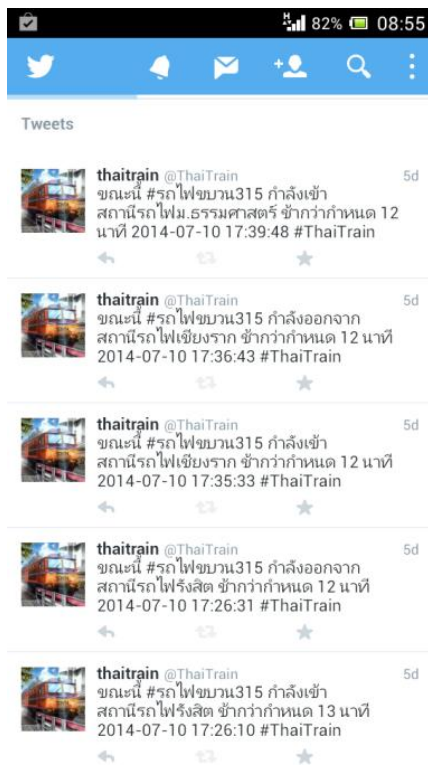 H 82% 08:55
Tweets
thaitrain @ThaiTrain 5d
ขณะนี้ #รถไฟขบวน315 กำลังเข้า
สถานีรถไฟม.ธรรมศาสตร์ ช้ากว่ากำหนด 12
นาที 2014-07-10 17:39:48 #ThaiTrain
thaitrain @ThaiTrain 5d
ขณะนี้ #รถไฟขบวน315 กำลังออกจาก
สถานีรถไฟเชียงราก ช้ากว่ากำหนด 12 นาที
2014-07-10 17:36:43 #ThaiTrain
thaitrain @ThaiTrain 5d
ขณะนี้ #รถไฟขบวน315 กำลังเข้า
สถานีรถไฟเชียงราก ช้ากว่ากำหนด 12 นาที
2014-07-10 17:35:33 #ThaiTrain
thaitrain @ThaiTrain 5d
ขณะนี้ #รถไฟขบวน315 กำลังออกจาก
สถานีรถไฟรังสิต ช้ากว่ากำหนด 12 นาที
2014-07-10 17:26:31 #ThaiTrain
thaitrain @ThaiTrain 5d
ขณะนี้ #รถไฟขบวน315 กำลังเข้า
สถานีรถไฟรังสิต ช้ากว่ากำหนด 13 นาที
2014-07-10 17:26:10 #ThaiTrain